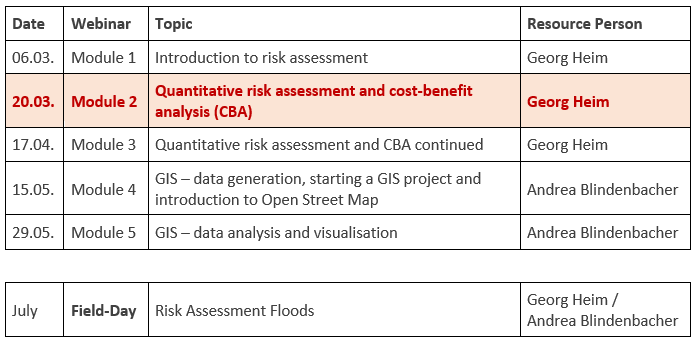 Date Webinar Topic Resource Person
06.03. Module 1 Introduction to risk assessment Georg Heim
20.03. Module 2 Quantitative risk assessment and cost-benefit analysis (CBA) Georg Heim
17.04. Module 3 Quantitative risk assessment and CBA continued Georg Heim
15.05. Module 4 GIS – data generation, starting a GIS project and introduction to Open Street Map Andrea Blindenbacher
29.05. Module 5 GIS – data analysis and visualisation Andrea Blindenbacher
July Field-Day Risk Assessment Floods Georg Heim / Andrea Blindenbacher